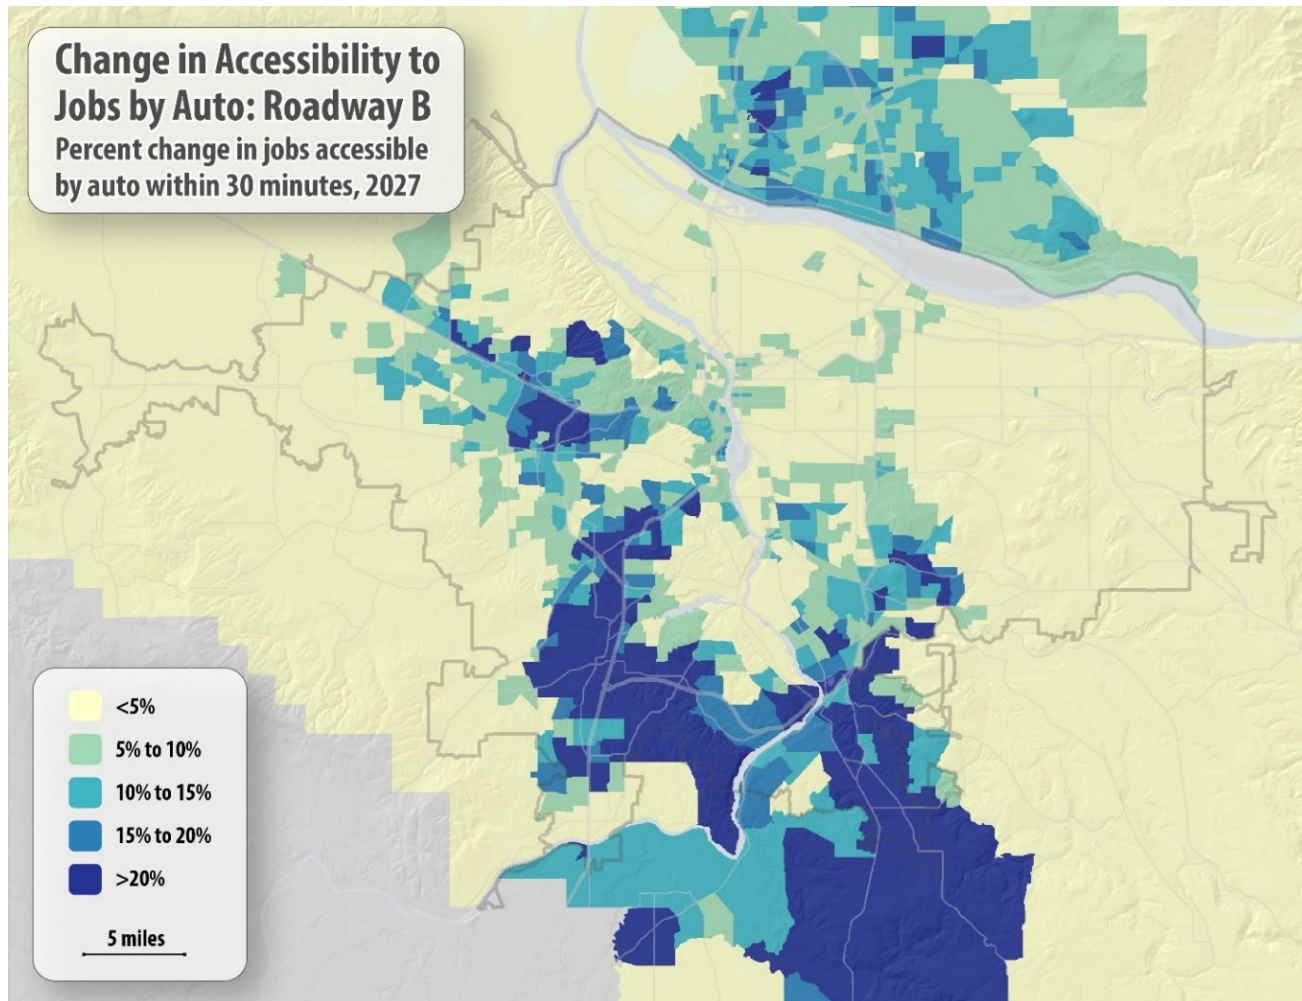 Change in Accessibility to
Jobs by Auto: Roadway B
Percent change in jobs accessible
by auto within 30 minutes, 2027
<5%
5% to 10%
10% to 15%
15% to 20%
>20%
5 miles